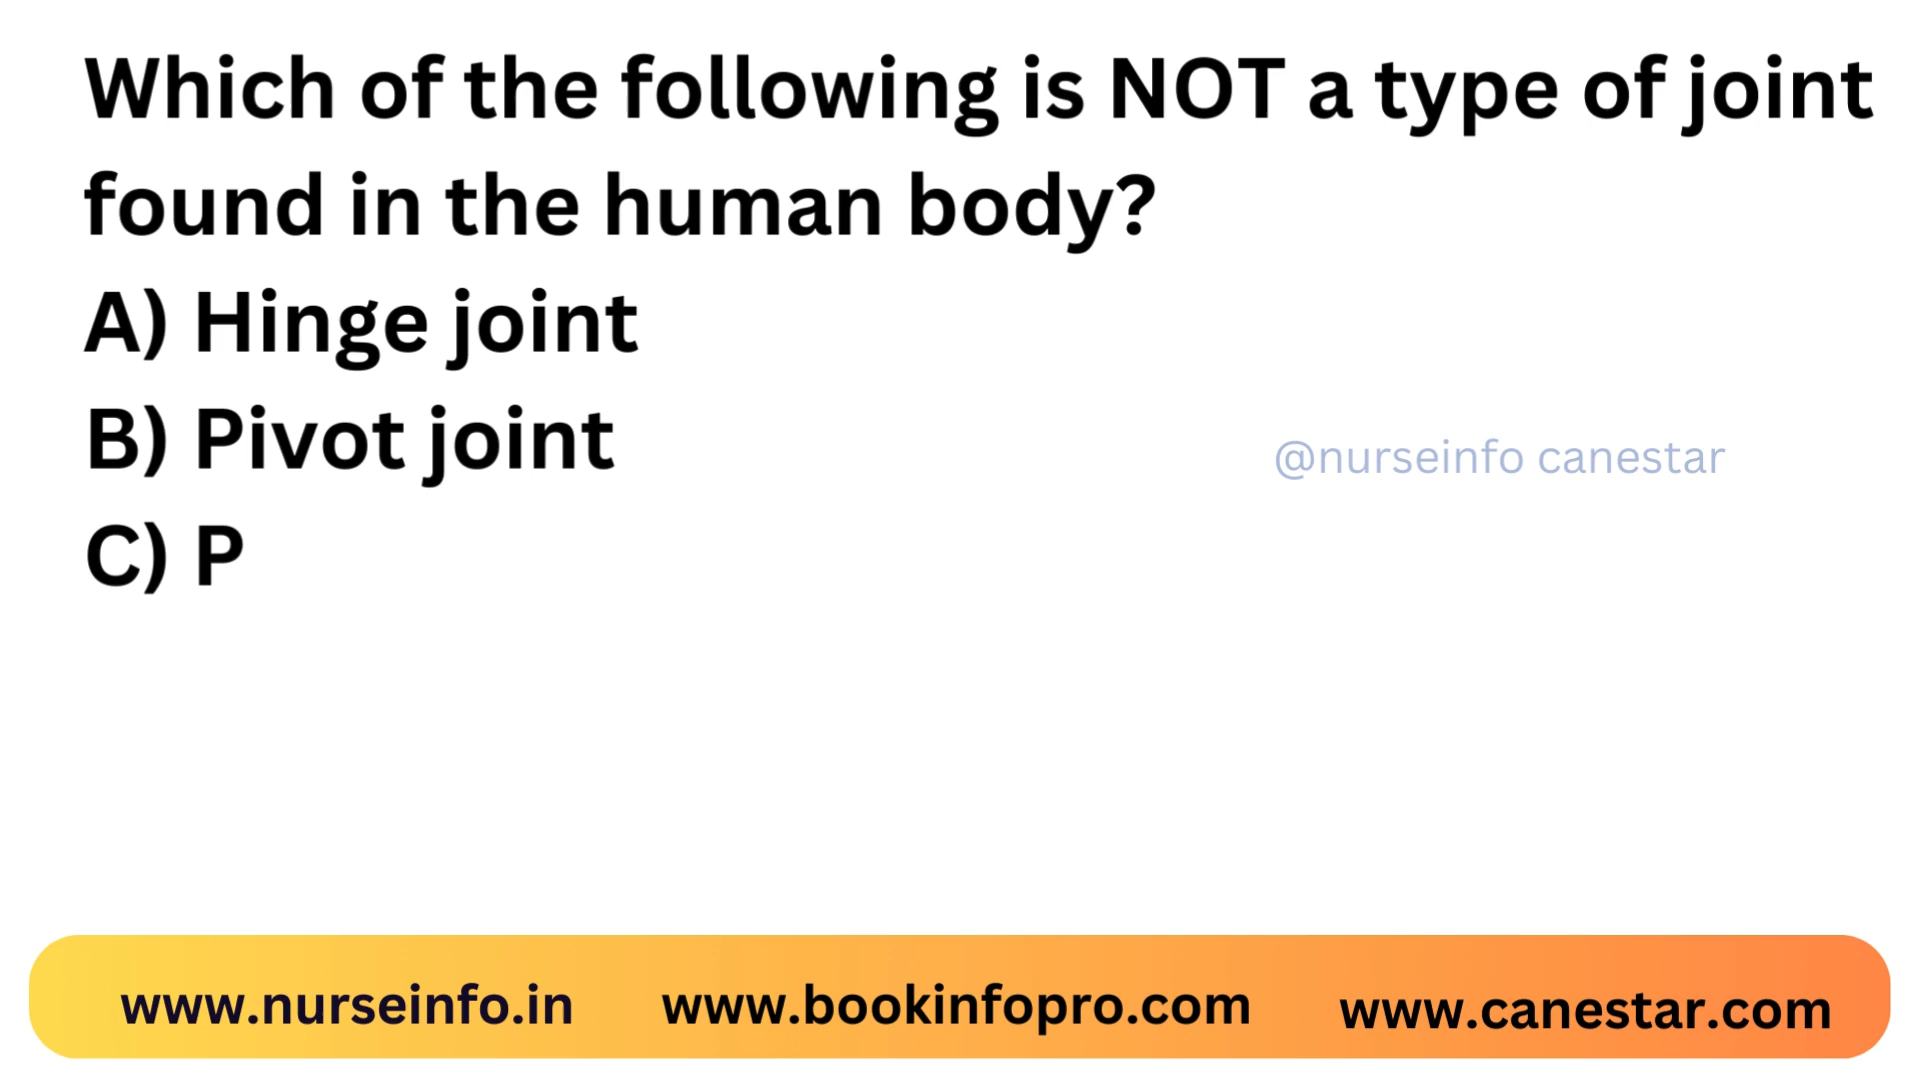 Which of the following is NOT a type of joint
found in the human body?
A) Hinge joint
B) Pivot joint
@nurseinfo canestar
C) P
www.nurseinfo.in www.bookinfopro.com www.canestar.com